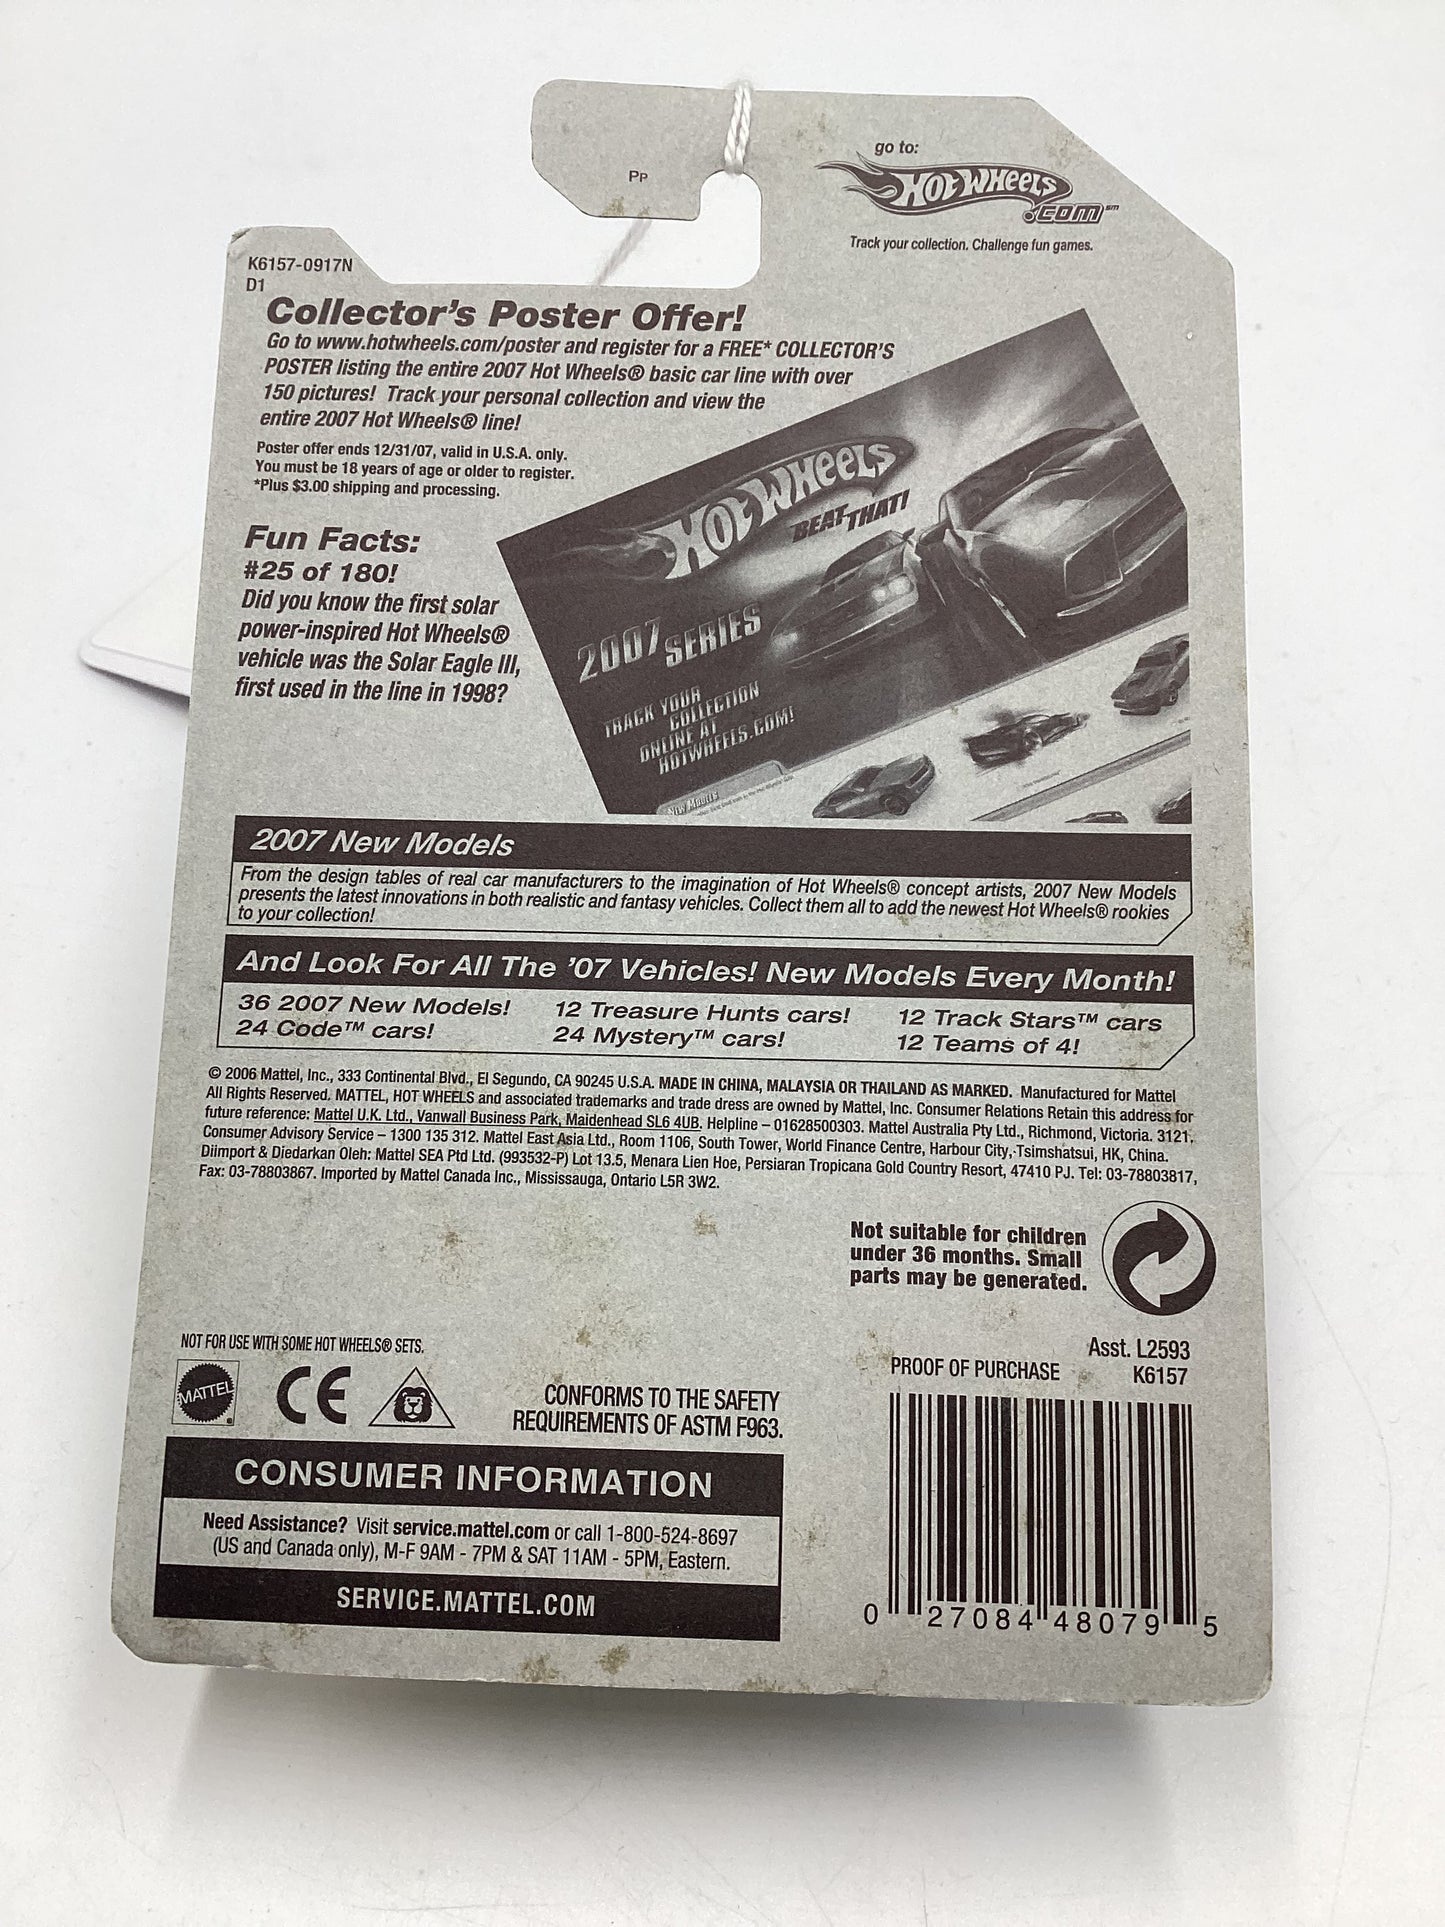 Pp
go to:
Hot Wheels
.com℠
Track your collection. Challenge fun games.
K6157-0917N
D1
Collector's Poster Offer!
Go to www.hotwheels.com/poster and register for a FREE* COLLECTOR'S
POSTER listing the entire 2007 Hot Wheels® basic car line with over
150 pictures! Track your personal collection and view the
entire 2007 Hot Wheels® line!
Poster offer ends 12/31/07, valid in U.S.A. only.
You must be 18 years of age or older to register.
*Plus $3.00 shipping and processing.
Fun Facts:
#25 of 180!
Did you know the first solar
power-inspired Hot Wheels®
vehicle was the Solar Eagle III,
first used in the line in 1998?
Hot Wheels
BEAT THAT!
2007 SERIES
TRACK YOUR
COLLECTION
ONLINE AT
HOTWHEELS.COM!
New Models
2007 New Models
From the design tables of real car manufacturers to the imagination of Hot Wheels® concept artists, 2007 New Models
presents the latest innovations in both realistic and fantasy vehicles. Collect them all to add the newest Hot Wheels® rookies
to your collection!
And Look For All The '07 Vehicles! New Models Every Month!
36 2007 New Models! 12 Treasure Hunts cars! 12 Track Stars™ cars
24 Code™ cars! 24 Mystery™ cars! 12 Teams of 4!
© 2006 Mattel, Inc., 333 Continental Blvd., El Segundo, CA 90245 U.S.A. MADE IN CHINA, MALAYSIA OR THAILAND AS MARKED. Manufactured for Mattel
All Rights Reserved. MATTEL, HOT WHEELS and associated trademarks and trade dress are owned by Mattel, Inc. Consumer Relations Retain this address for
future reference: Mattel U.K. Ltd., Vanwall Business Park, Maidenhead SL6 4UB. Helpline – 01628500303. Mattel Australia Pty Ltd., Richmond, Victoria. 3121,
Consumer Advisory Service – 1300 135 312. Mattel East Asia Ltd., Room 1106, South Tower, World Finance Centre, Harbour City, Tsimshatsui, HK, China.
Diimport & Diedarkan Oleh: Mattel SEA Ptd Ltd. (993532-P) Lot 13.5, Menara Lien Hoe, Persiaran Tropicana Gold Country Resort, 47410 PJ. Tel: 03-78803817,
Fax: 03-78803867. Imported by Mattel Canada Inc., Mississauga, Ontario L5R 3W2.
Not suitable for children
under 36 months. Small
parts may be generated.
NOT FOR USE WITH SOME HOT WHEELS® SETS.
MATTEL
®
CE
CONFORMS TO THE SAFETY
REQUIREMENTS OF ASTM F963.
Asst. L2593
PROOF OF PURCHASE K6157
CONSUMER INFORMATION
Need Assistance? Visit service.mattel.com or call 1-800-524-8697
(US and Canada only), M-F 9AM - 7PM & SAT 11AM - 5PM, Eastern.
SERVICE.MATTEL.COM
0 27084 48079 5